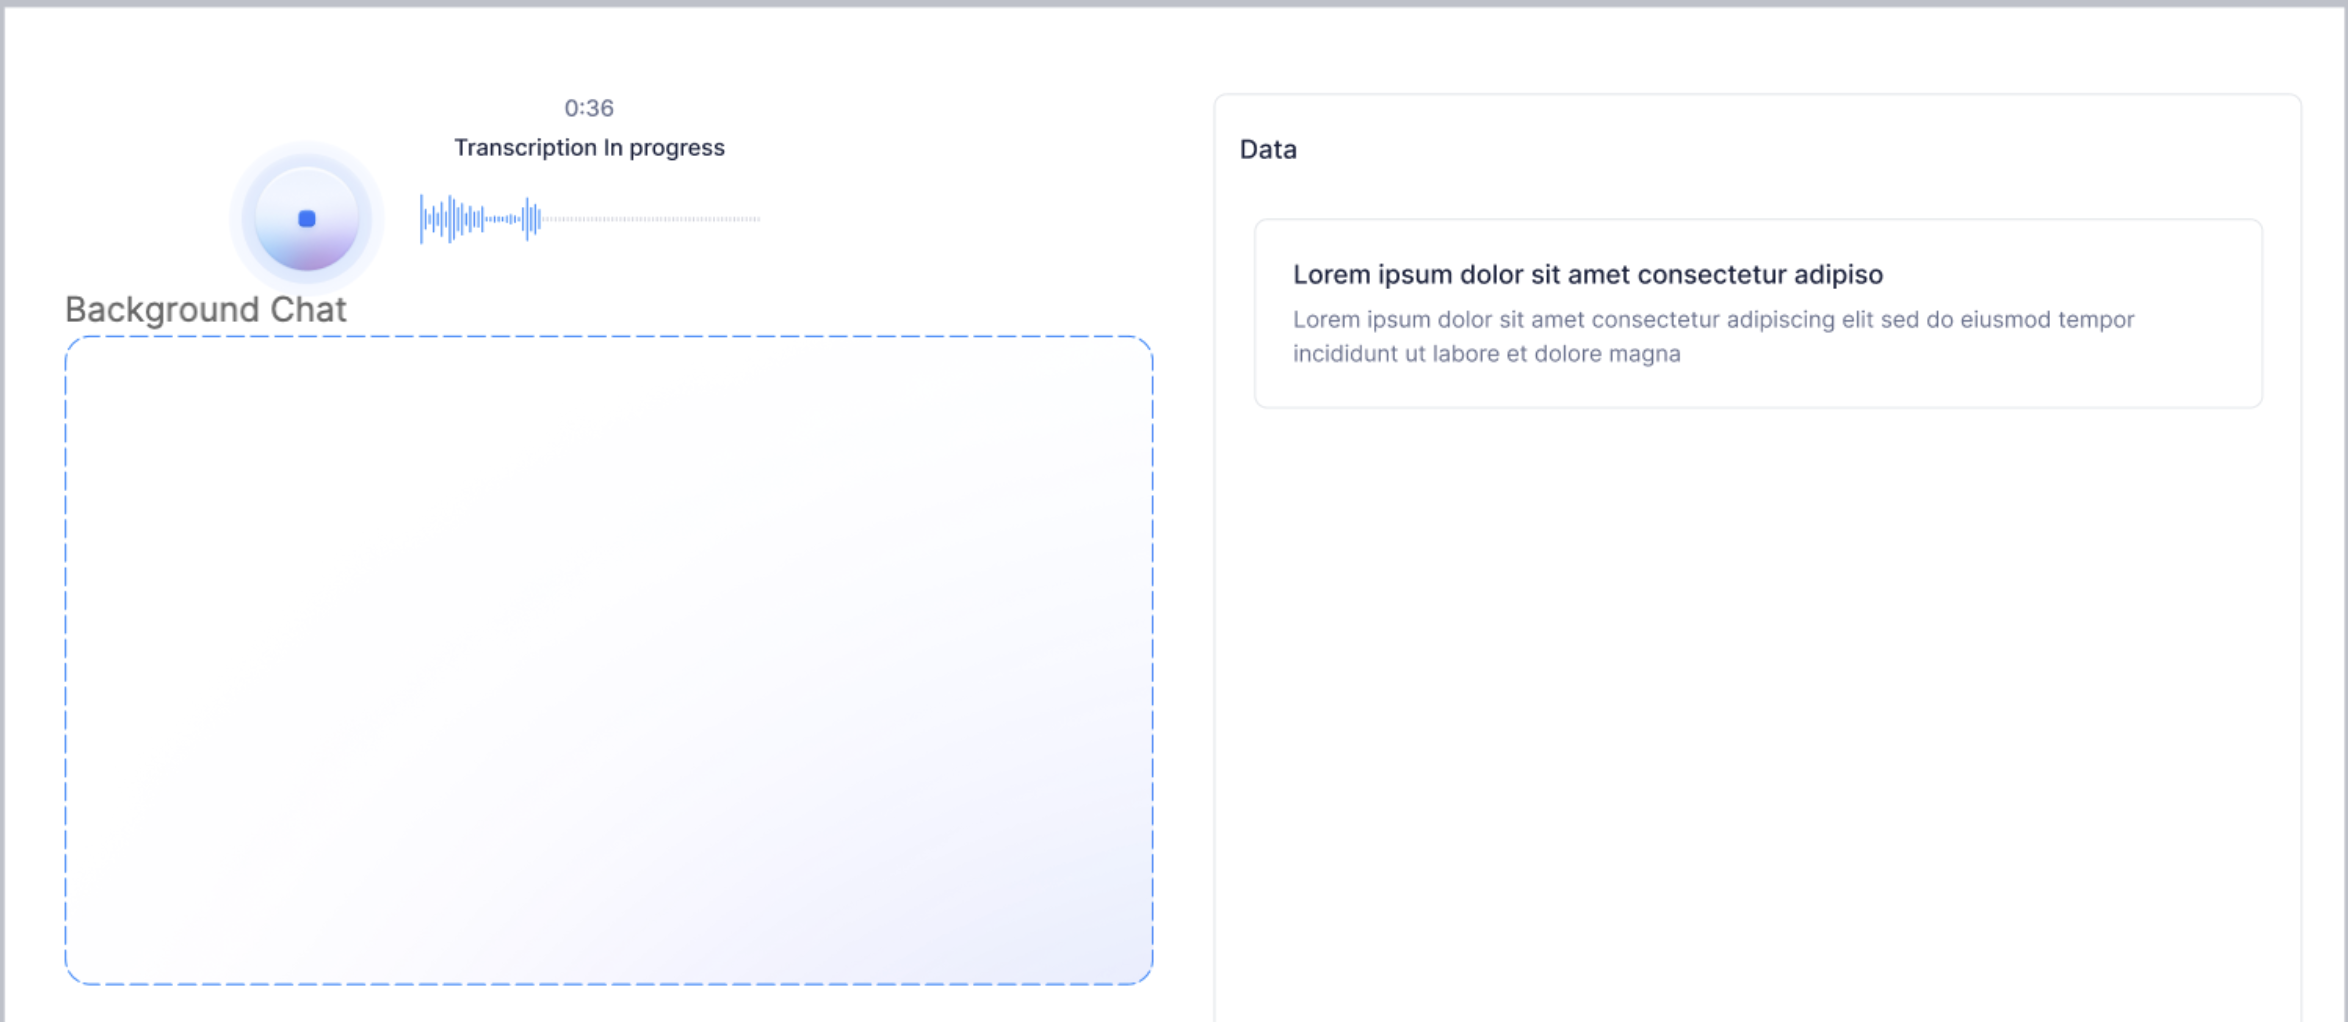 0:36
Transcription In progress
Background Chat
Data
Lorem ipsum dolor sit amet consectetur adipiso
Lorem ipsum dolor sit amet consectetur adipiscing elit sed do eiusmod tempor
incididunt ut labore et dolore magna